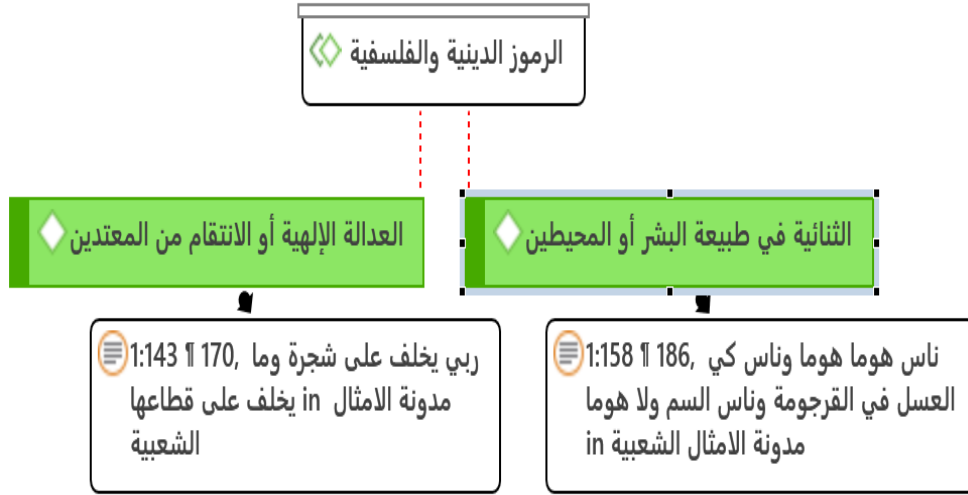 الرموز الدينية والفلسفية
الثنائية في طبيعة البشر أو المحيطين
العدالة الإلهية أو الانتقام من المعتدين
1:158 ¶ 186, ناس هوما هوما وناس كي
العسل في القرجومة وناس السم ولا هوما
in مدونة الامثال الشعبية
1:143 ¶ 170, ربي يخلف على شجرة وما
يخلف على قطاعها in مدونة الامثال
الشعبية